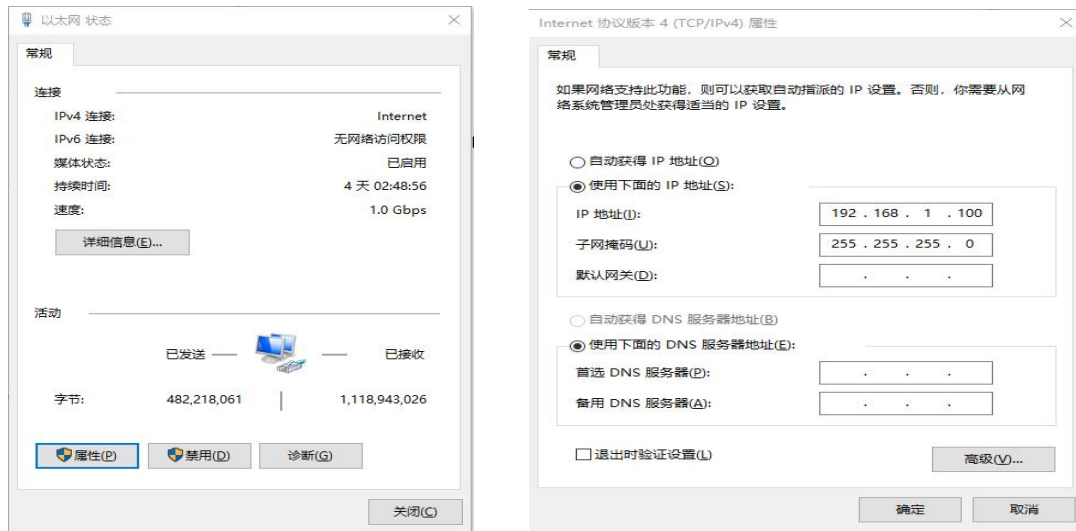 以太网 状态
常规
连接
IPv4 连接: Internet
IPv6 连接: 无网络访问权限
媒体状态: 已启用
持续时间: 4 天 02:48:56
速度: 1.0 Gbps
详细信息(E)...
活动
已发送 已接收
字节: 482,218,061 1,118,943,026
属性(P) 禁用(D) 诊断(G)
关闭(C)
Internet 协议版本 4 (TCP/IPv4) 属性
常规
如果网络支持此功能，则可以获取自动指派的 IP 设置。否则，你需要从网
络系统管理员处获得适当的 IP 设置。
自动获得 IP 地址(O)
使用下面的 IP 地址(S):
IP 地址(I): 192 . 168 . 1 . 100
子网掩码(U): 255 . 255 . 255 . 0
默认网关(D): . . .
自动获得 DNS 服务器地址(B)
使用下面的 DNS 服务器地址(E):
首选 DNS 服务器(P): . . .
备用 DNS 服务器(A): . . .
退出时验证设置(L)
高级(V)...
确定 取消